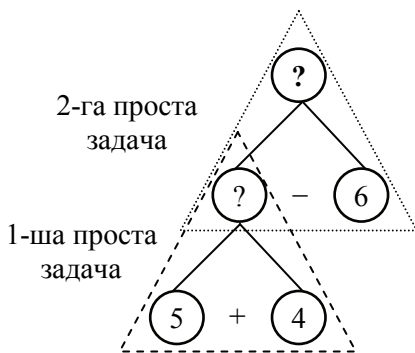 ?
2-га проста
задача
? – 6
1-ша проста
задача
5 + 4